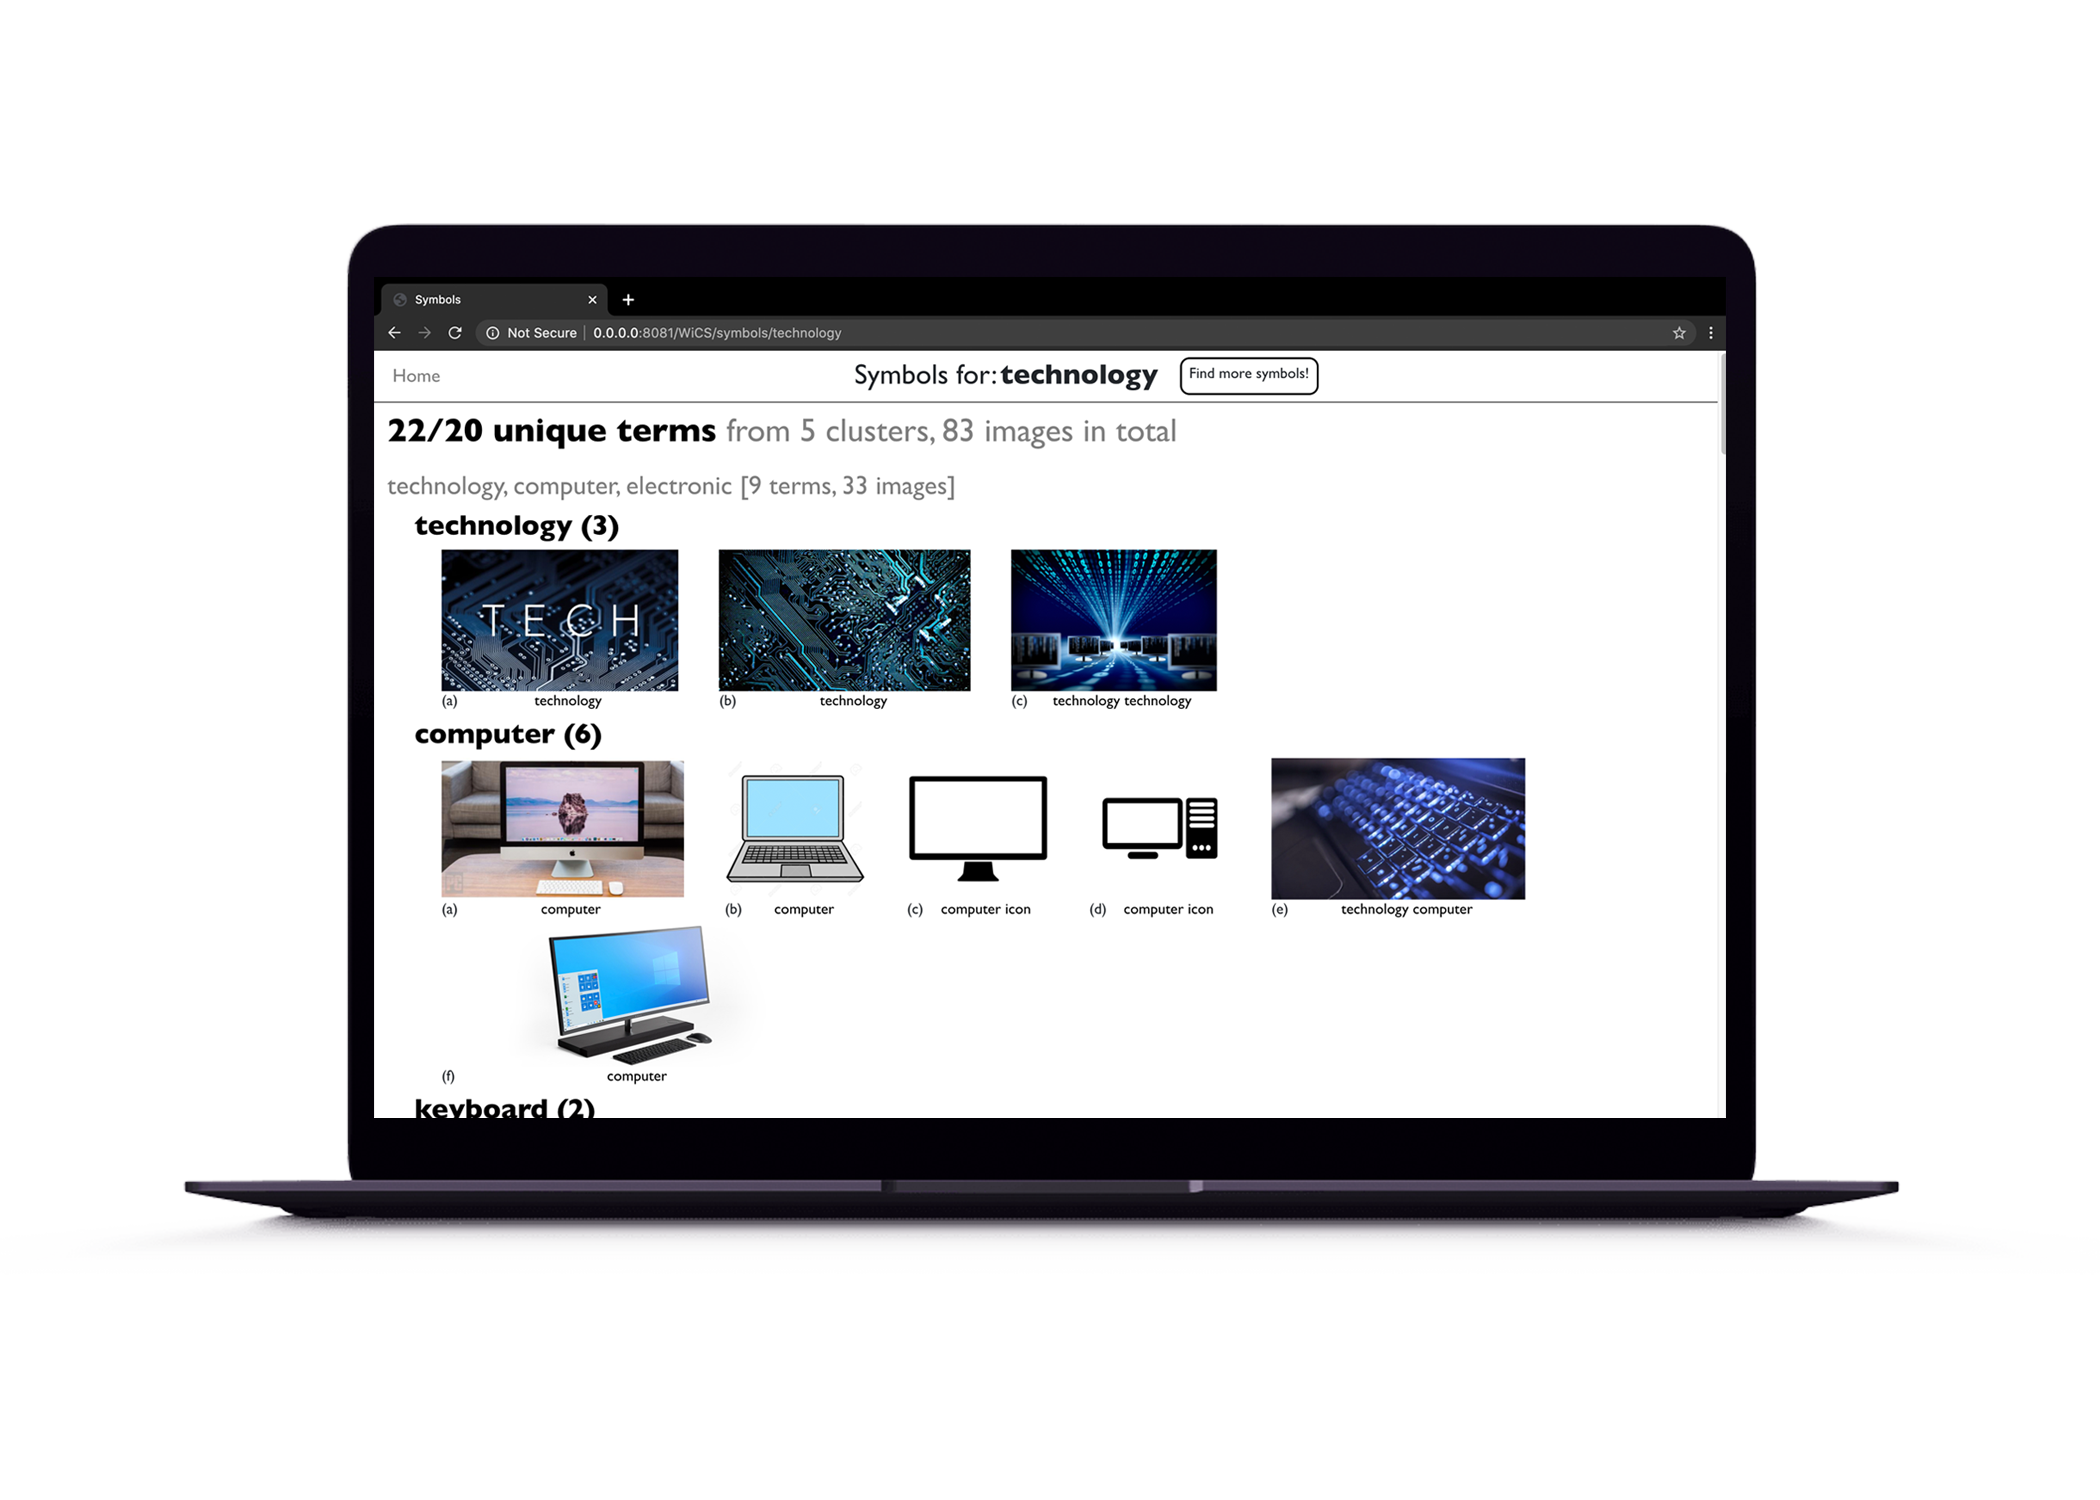 Symbols
Not Secure 0.0.0.0:8081/WiCS/symbols/technology
Home
Symbols for: technology
Find more symbols!
22/20 unique terms from 5 clusters, 83 images in total
technology, computer, electronic [9 terms, 33 images]
technology (3)
TECH
(a) technology
(b) technology
(c) technology technology
computer (6)
(a) computer
(b) computer
(c) computer icon
(d) computer icon
(e) technology computer
(f) computer
keyboard (2)